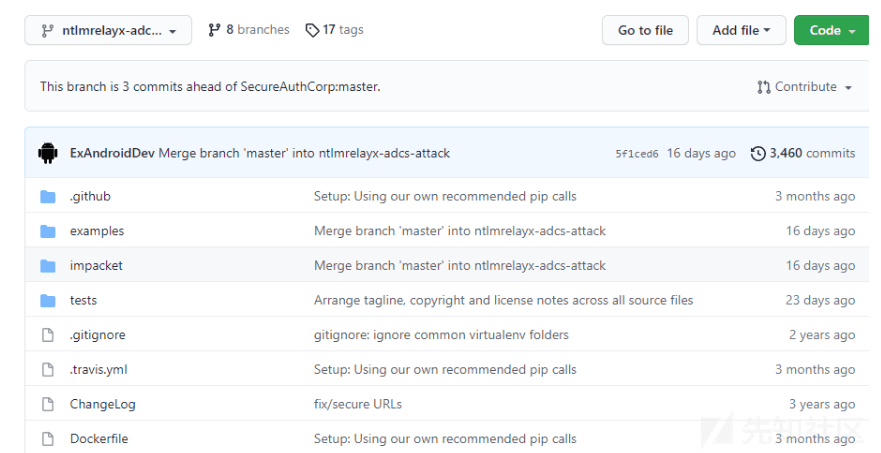 ntlmrelayx-adc... 8 branches 17 tags Go to file Add file Code
This branch is 3 commits ahead of SecureAuthCorp:master. Contribute
ExAndroidDev Merge branch 'master' into ntlmrelayx-adcs-attack 5f1ced6 16 days ago 3,460 commits
.github Setup: Using our own recommended pip calls 3 months ago
examples Merge branch 'master' into ntlmrelayx-adcs-attack 16 days ago
impacket Merge branch 'master' into ntlmrelayx-adcs-attack 16 days ago
tests Arrange tagline, copyright and license notes across all source files 23 days ago
.gitignore gitignore: ignore common virtualenv folders 2 years ago
.travis.yml Setup: Using our own recommended pip calls 3 months ago
ChangeLog fix/secure URLs 3 years ago
Dockerfile Setup: Using our own recommended pip calls 3 months ago
先知社区